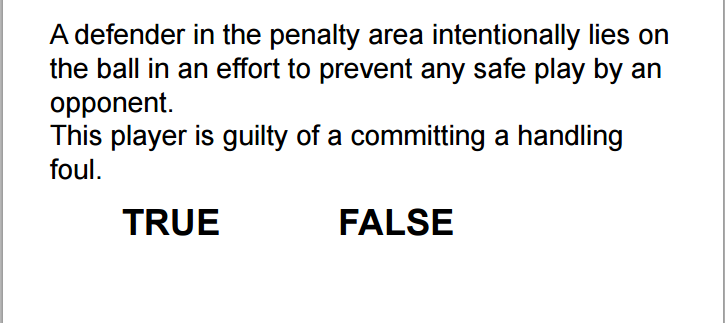 A defender in the penalty area intentionally lies on
the ball in an effort to prevent any safe play by an
opponent.
This player is guilty of a committing a handling
foul.
TRUE FALSE